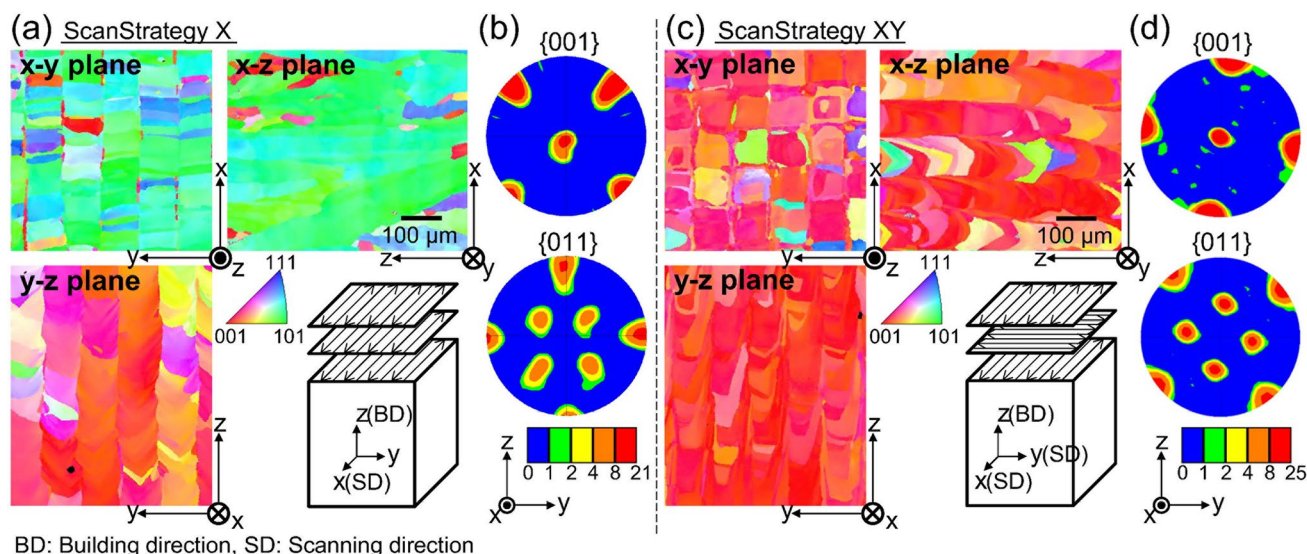 (a) ScanStrategy X
x-y plane
x-z plane
x
x
100 μm
y
z
z
y
y-z plane
111
001
101
z
y
x
z(BD)
y
x(SD)
(b)
{001}
{011}
0 1 2 4 8 21
z
x
y
(c) ScanStrategy XY
x-y plane
x-z plane
x
x
100 μm
y
z
z
y
y-z plane
111
001
101
z
y
x
z(BD)
y(SD)
x(SD)
(d)
{001}
{011}
0 1 2 4 8 25
z
x
y
BD: Building direction, SD: Scanning direction